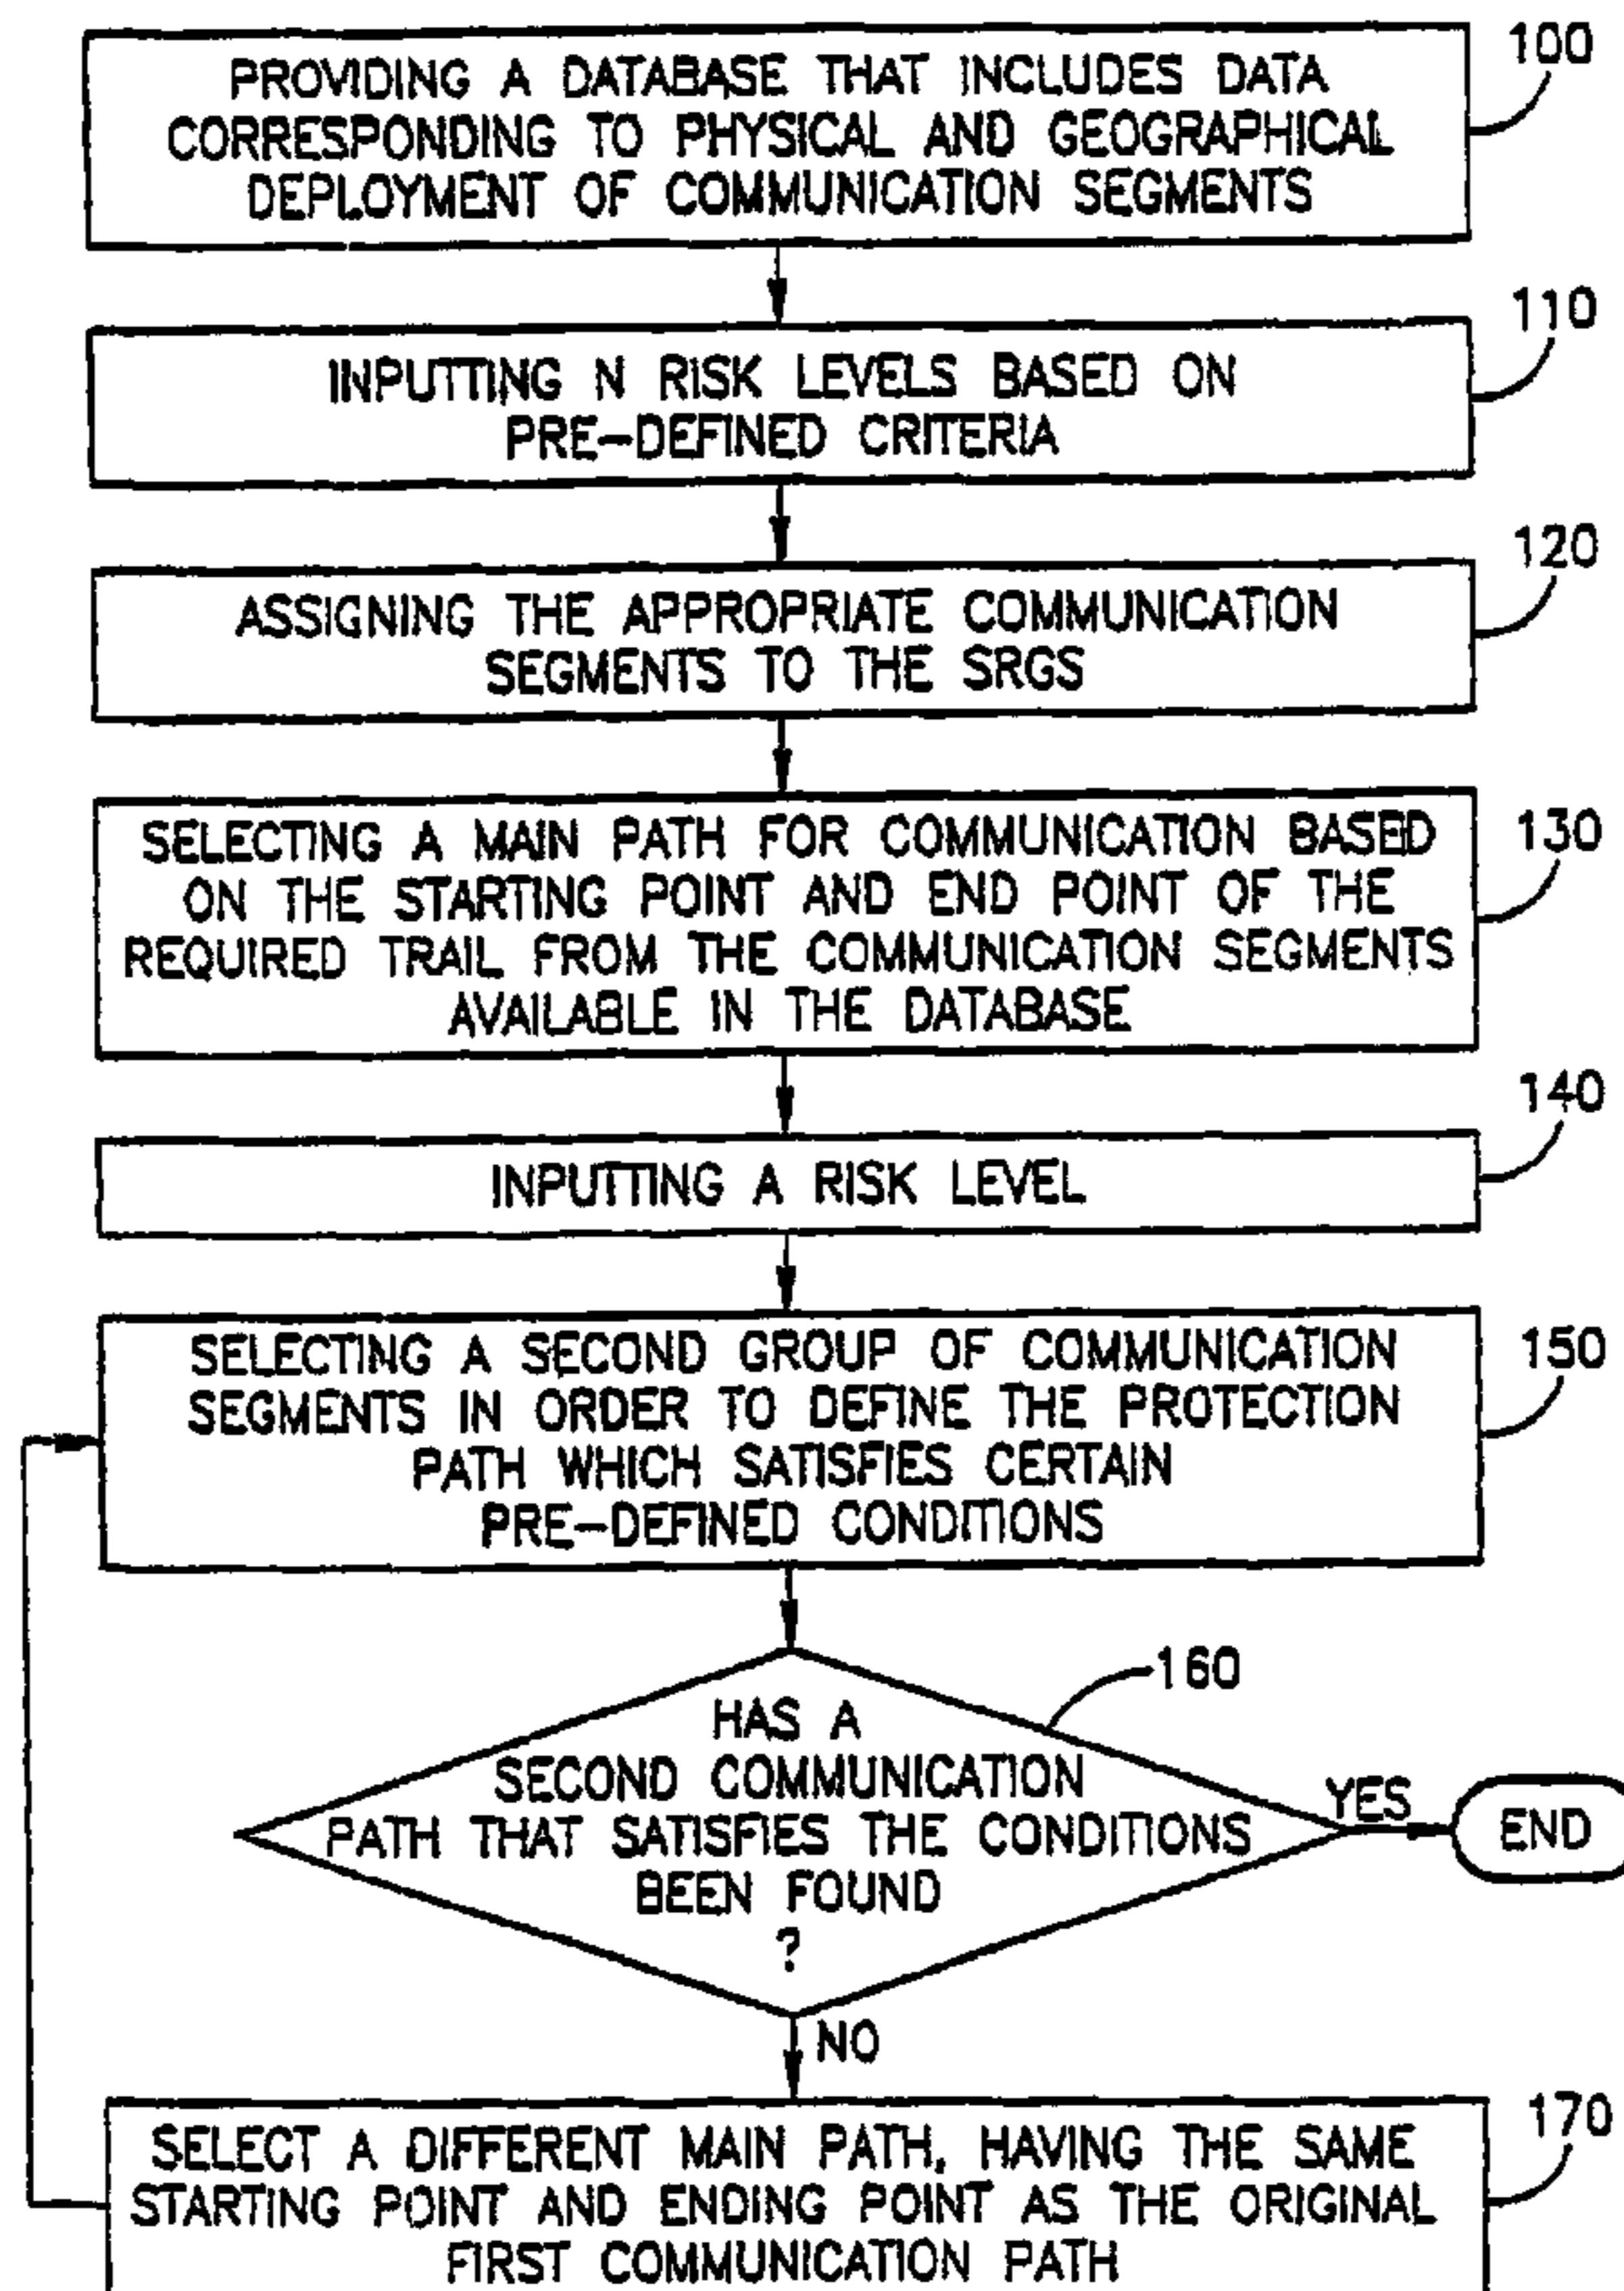 100
PROVIDING A DATABASE THAT INCLUDES DATA
CORRESPONDING TO PHYSICAL AND GEOGRAPHICAL
DEPLOYMENT OF COMMUNICATION SEGMENTS
110
INPUTTING N RISK LEVELS BASED ON
PRE-DEFINED CRITERIA
120
ASSIGNING THE APPROPRIATE COMMUNICATION
SEGMENTS TO THE SRGS
130
SELECTING A MAIN PATH FOR COMMUNICATION BASED
ON THE STARTING POINT AND END POINT OF THE
REQUIRED TRAIL FROM THE COMMUNICATION SEGMENTS
AVAILABLE IN THE DATABASE
140
INPUTTING A RISK LEVEL
150
SELECTING A SECOND GROUP OF COMMUNICATION
SEGMENTS IN ORDER TO DEFINE THE PROTECTION
PATH WHICH SATISFIES CERTAIN
PRE-DEFINED CONDITIONS
160
HAS A
SECOND COMMUNICATION
PATH THAT SATISFIES THE CONDITIONS
BEEN FOUND
?
YES
END
NO
170
SELECT A DIFFERENT MAIN PATH, HAVING THE SAME
STARTING POINT AND ENDING POINT AS THE ORIGINAL
FIRST COMMUNICATION PATH